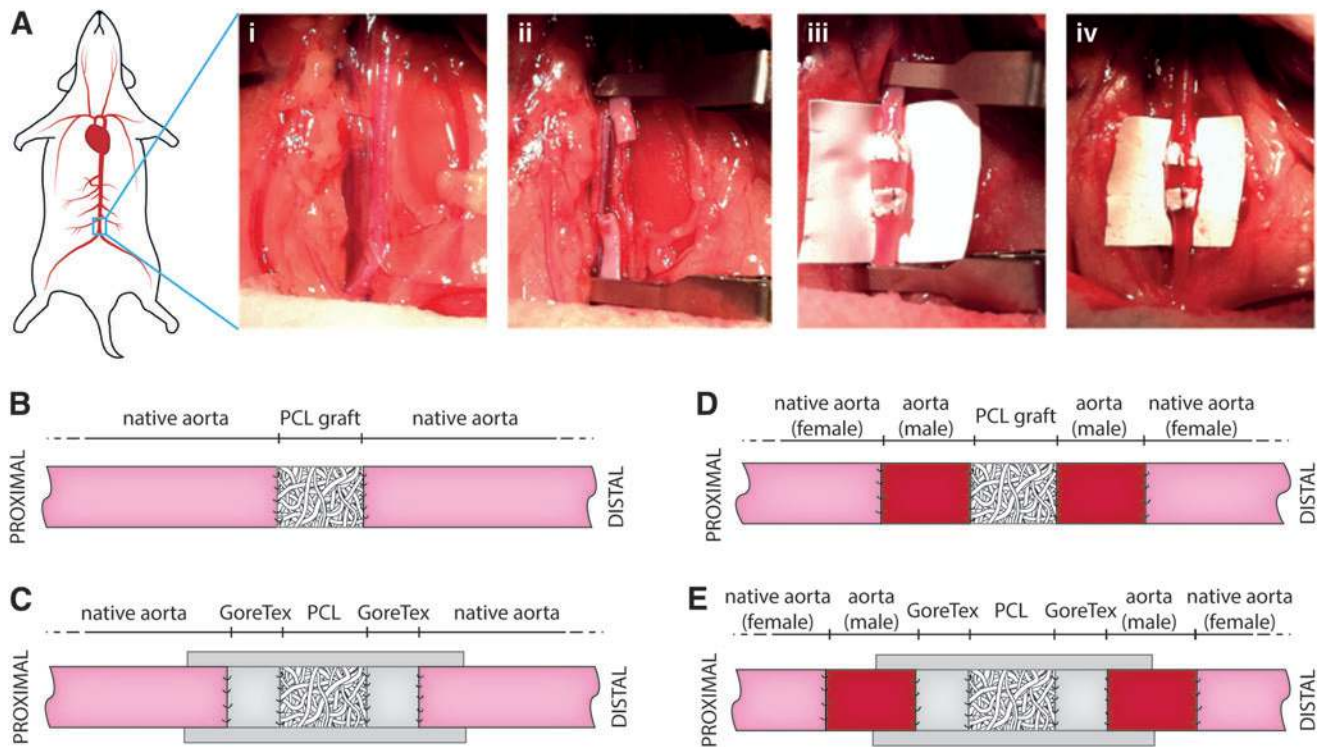 A
i
ii
iii
iv
B
native aorta
PCL graft
native aorta
PROXIMAL
DISTAL
C
native aorta
GoreTex
PCL
GoreTex
native aorta
PROXIMAL
DISTAL
D
native aorta
(female)
aorta
(male)
PCL graft
aorta
(male)
native aorta
(female)
PROXIMAL
DISTAL
E
native aorta
(female)
aorta
(male)
GoreTex
PCL
GoreTex
aorta
(male)
native aorta
(female)
PROXIMAL
DISTAL